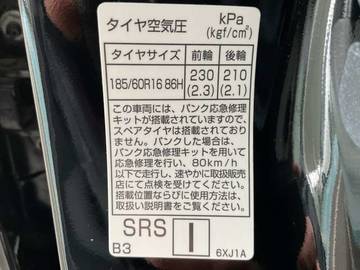 タイヤ空気圧 kPa
(kgf/cm²)
タイヤサイズ 前輪 後輪
185/60R16 86H 230 210
(2.3) (2.1)
この車両には、パンク応急修理
キットが搭載されていますので、
スペアタイヤは搭載されており
ません。パンクした場合は、
パンク応急修理キットを用いて
応急修理を行い、80km/h
以下で走行し、速やかに取扱販売
店にて点検を受けてください。
搭載位置ならびに使用方法は、
取扱い説明書をご覧ください。
SRS I
B3 6XJ1A